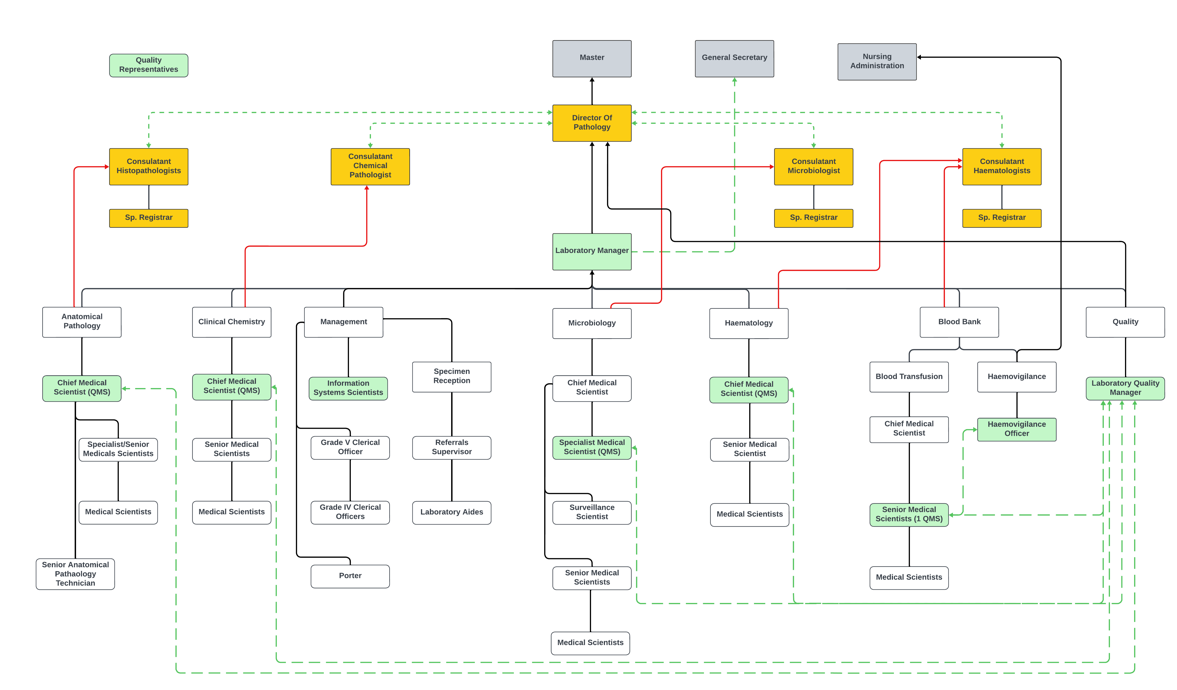 Quality
Representatives
Master
General Secretary
Nursing
Administration
Director Of
Pathology
Consulatant
Histopathologists
Consulatant
Chemical
Pathologist
Consulatant
Microbiologist
Consulatant
Haematologists
Sp. Registrar
Sp. Registrar
Sp. Registrar
Laboratory Manager
Anatomical
Pathology
Clinical Chemistry
Management
Microbiology
Haematology
Blood Bank
Quality
Chief Medical
Scientist (QMS)
Chief Medical
Scientist (QMS)
Information
Systems Scientists
Specimen
Reception
Chief Medical
Scientist
Chief Medical
Scientist (QMS)
Blood Transfusion
Haemovigilance
Laboratory Quality
Manager
Specialist/Senior
Medicals Scientists
Senior Medical
Scientists
Grade V Clerical
Officer
Referrals
Supervisor
Specialist Medical
Scientist (QMS)
Senior Medical
Scientist
Chief Medical
Scientist
Haemovigilance
Officer
Medical Scientists
Medical Scientists
Grade IV Clerical
Officers
Laboratory Aides
Surveillance
Scientist
Medical Scientists
Senior Medical
Scientists (1 QMS)
Senior Anatomical
Pathaology
Technician
Porter
Senior Medical
Scientists
Medical Scientists
Medical Scientists